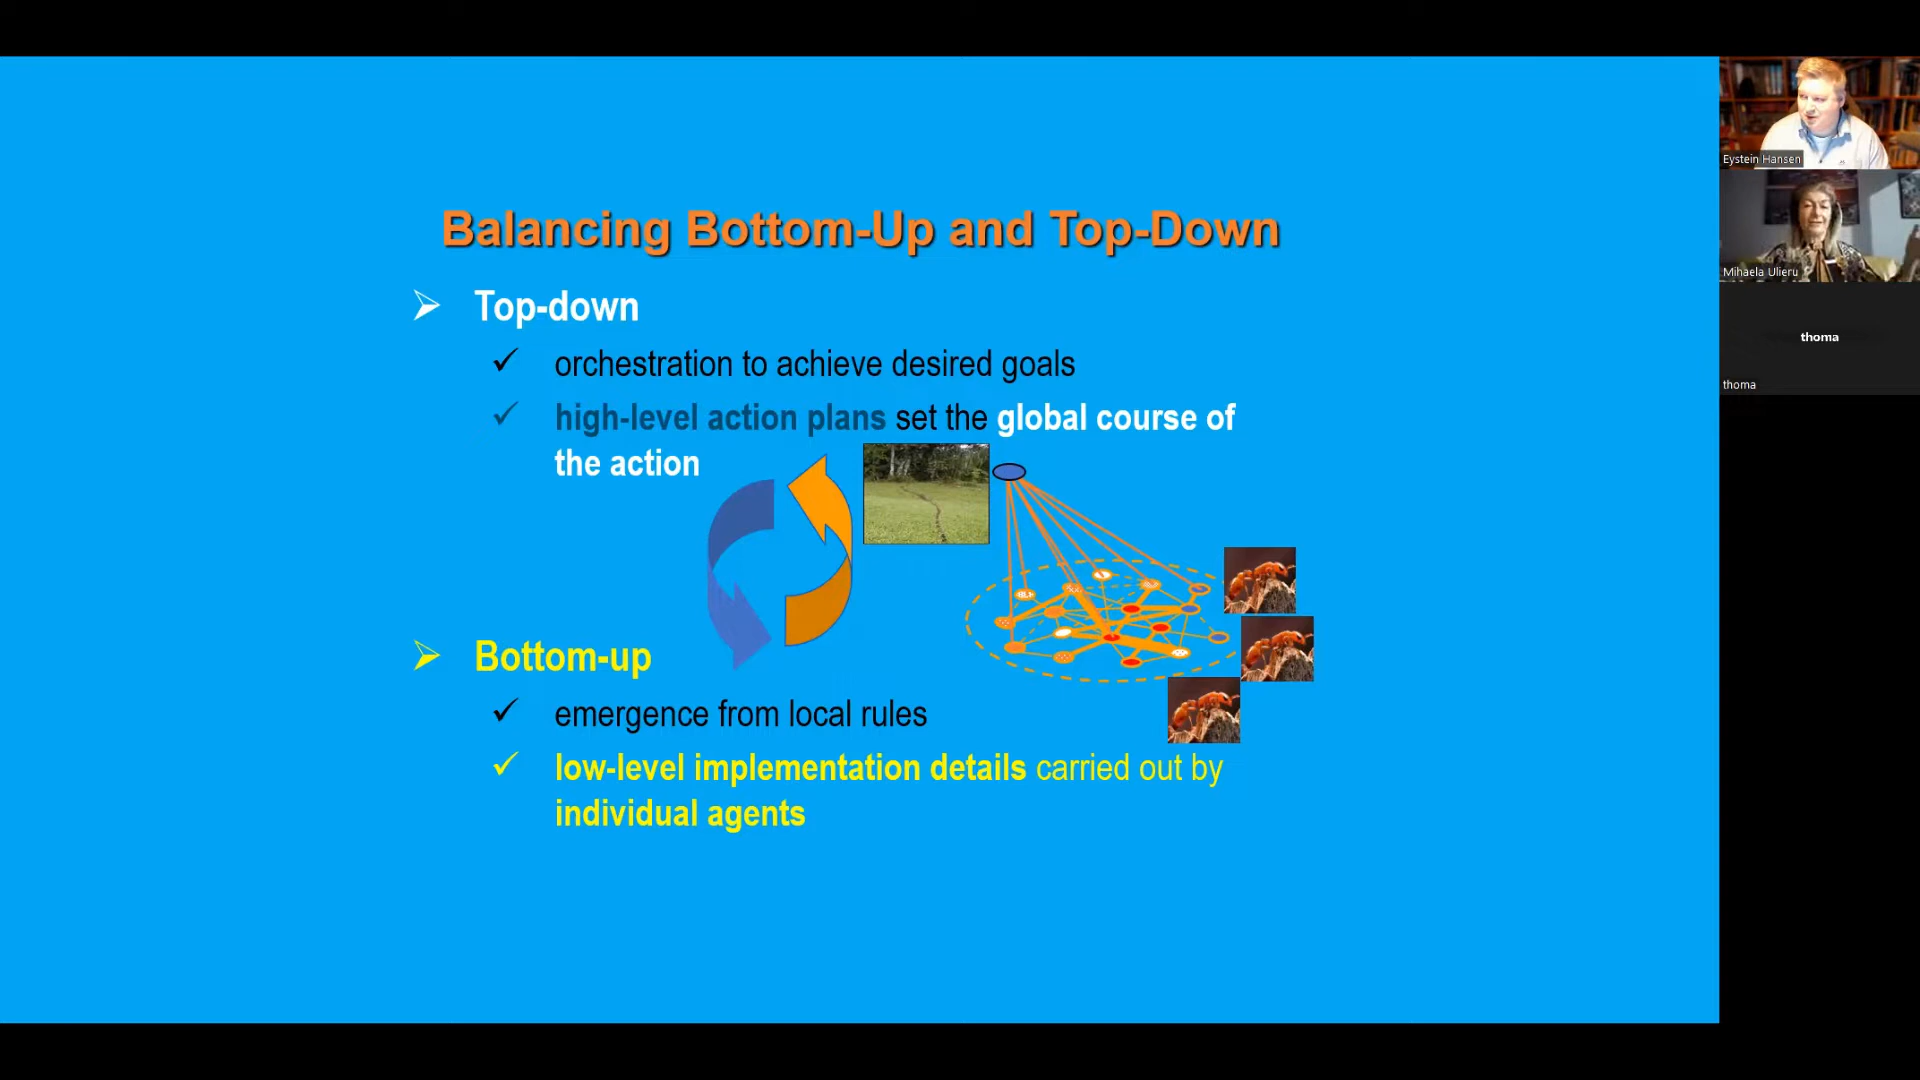 Balancing Bottom-Up and Top-Down
Top-down
orchestration to achieve desired goals
high-level action plans set the global course of
the action
Bottom-up
emergence from local rules
low-level implementation details carried out by
individual agents
Eystein Hansen
Mihaela Ulieru
thoma
thoma